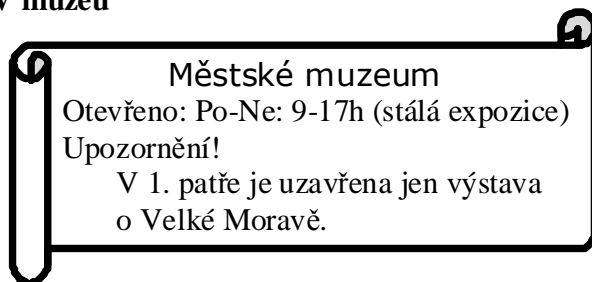 v muzeu
Městské muzeum
Otevřeno: Po-Ne: 9-17h (stálá expozice)
Upozornění!
V 1. patře je uzavřena jen výstava
o Velké Moravě.